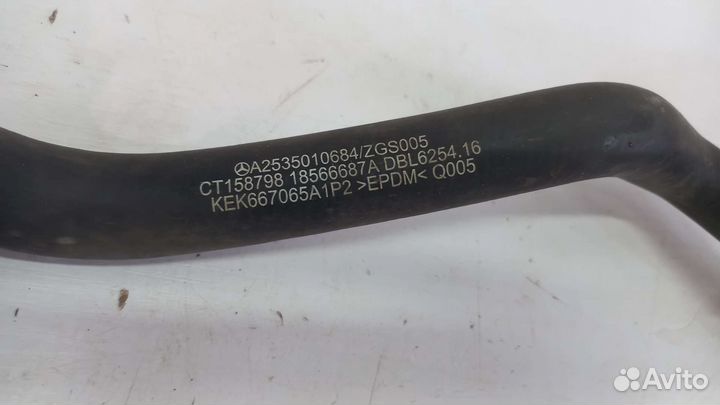 A2535010684/ZGS005
CT158798 18566687A DBL6254.16
KEK667065A1P2 >EPDM< Q005
Avito